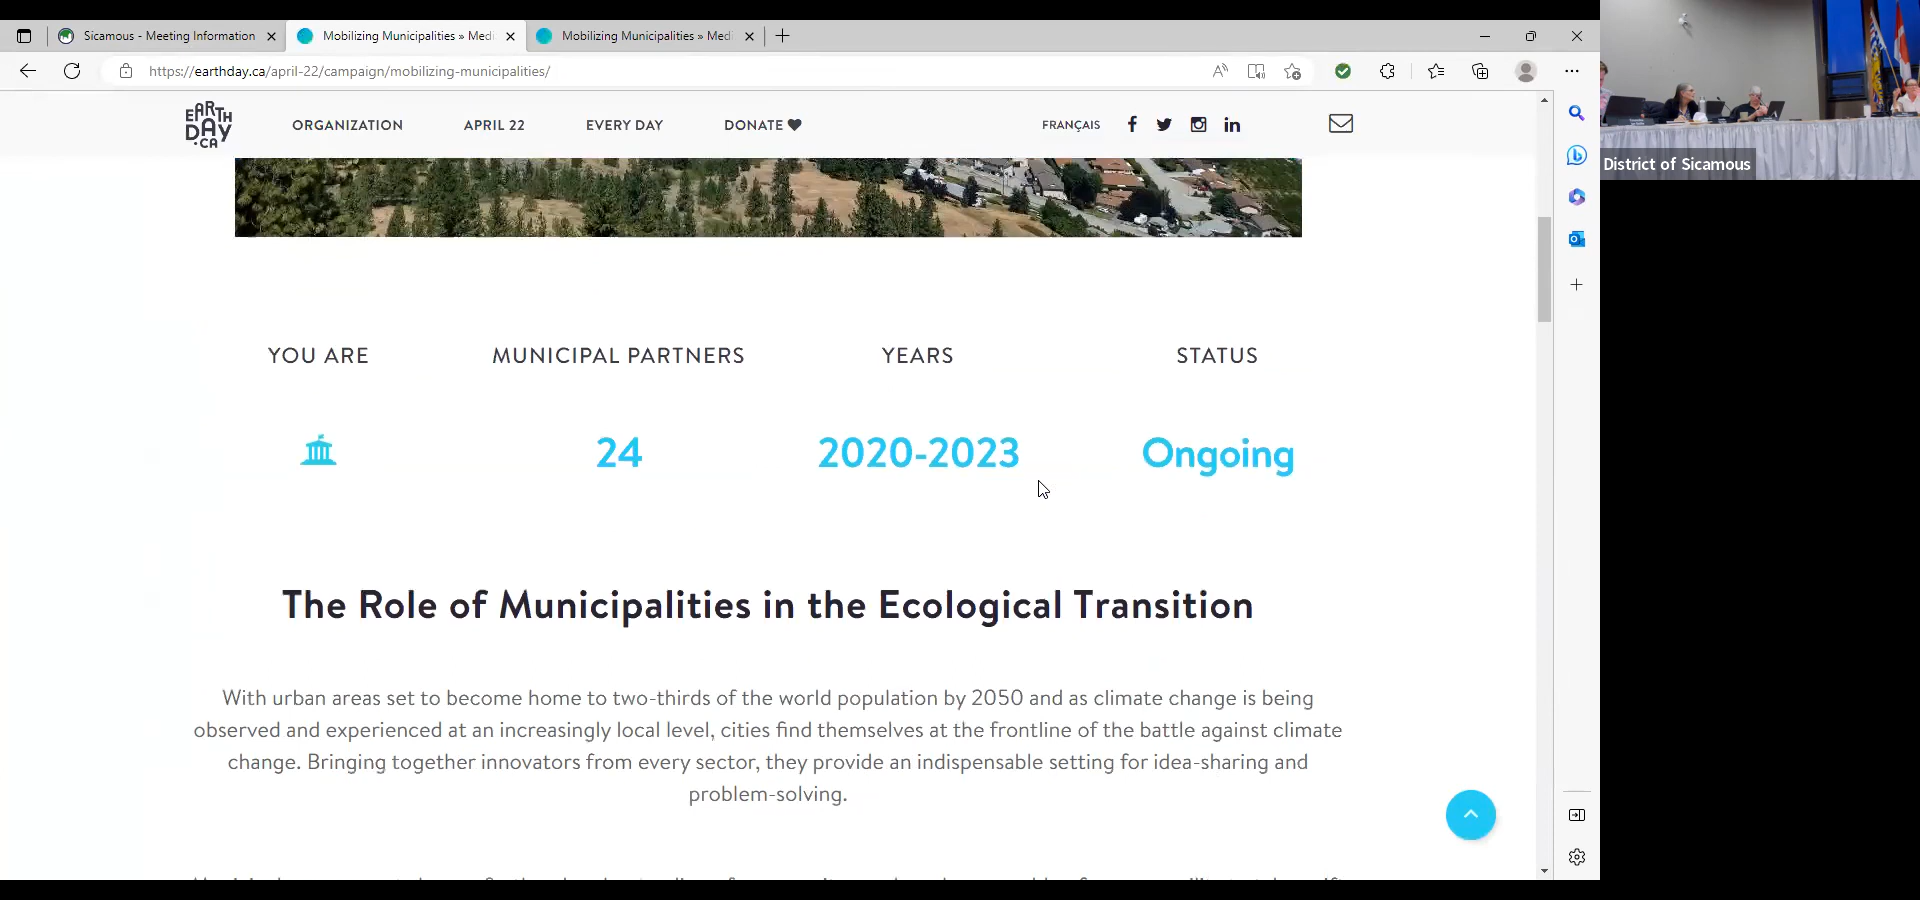 Sicamous - Meeting Information
Mobilizing Municipalities » Medi
Mobilizing Municipalities » Medi
https://earthday.ca/april-22/campaign/mobilizing-municipalities/
EARTH
DAY
.CA
ORGANIZATION
APRIL 22
EVERY DAY
DONATE
FRANÇAIS
District of Sicamous
YOU ARE
MUNICIPAL PARTNERS
YEARS
STATUS
24
2020-2023
Ongoing
The Role of Municipalities in the Ecological Transition
With urban areas set to become home to two-thirds of the world population by 2050 and as climate change is being
observed and experienced at an increasingly local level, cities find themselves at the frontline of the battle against climate
change. Bringing together innovators from every sector, they provide an indispensable setting for idea-sharing and
problem-solving.